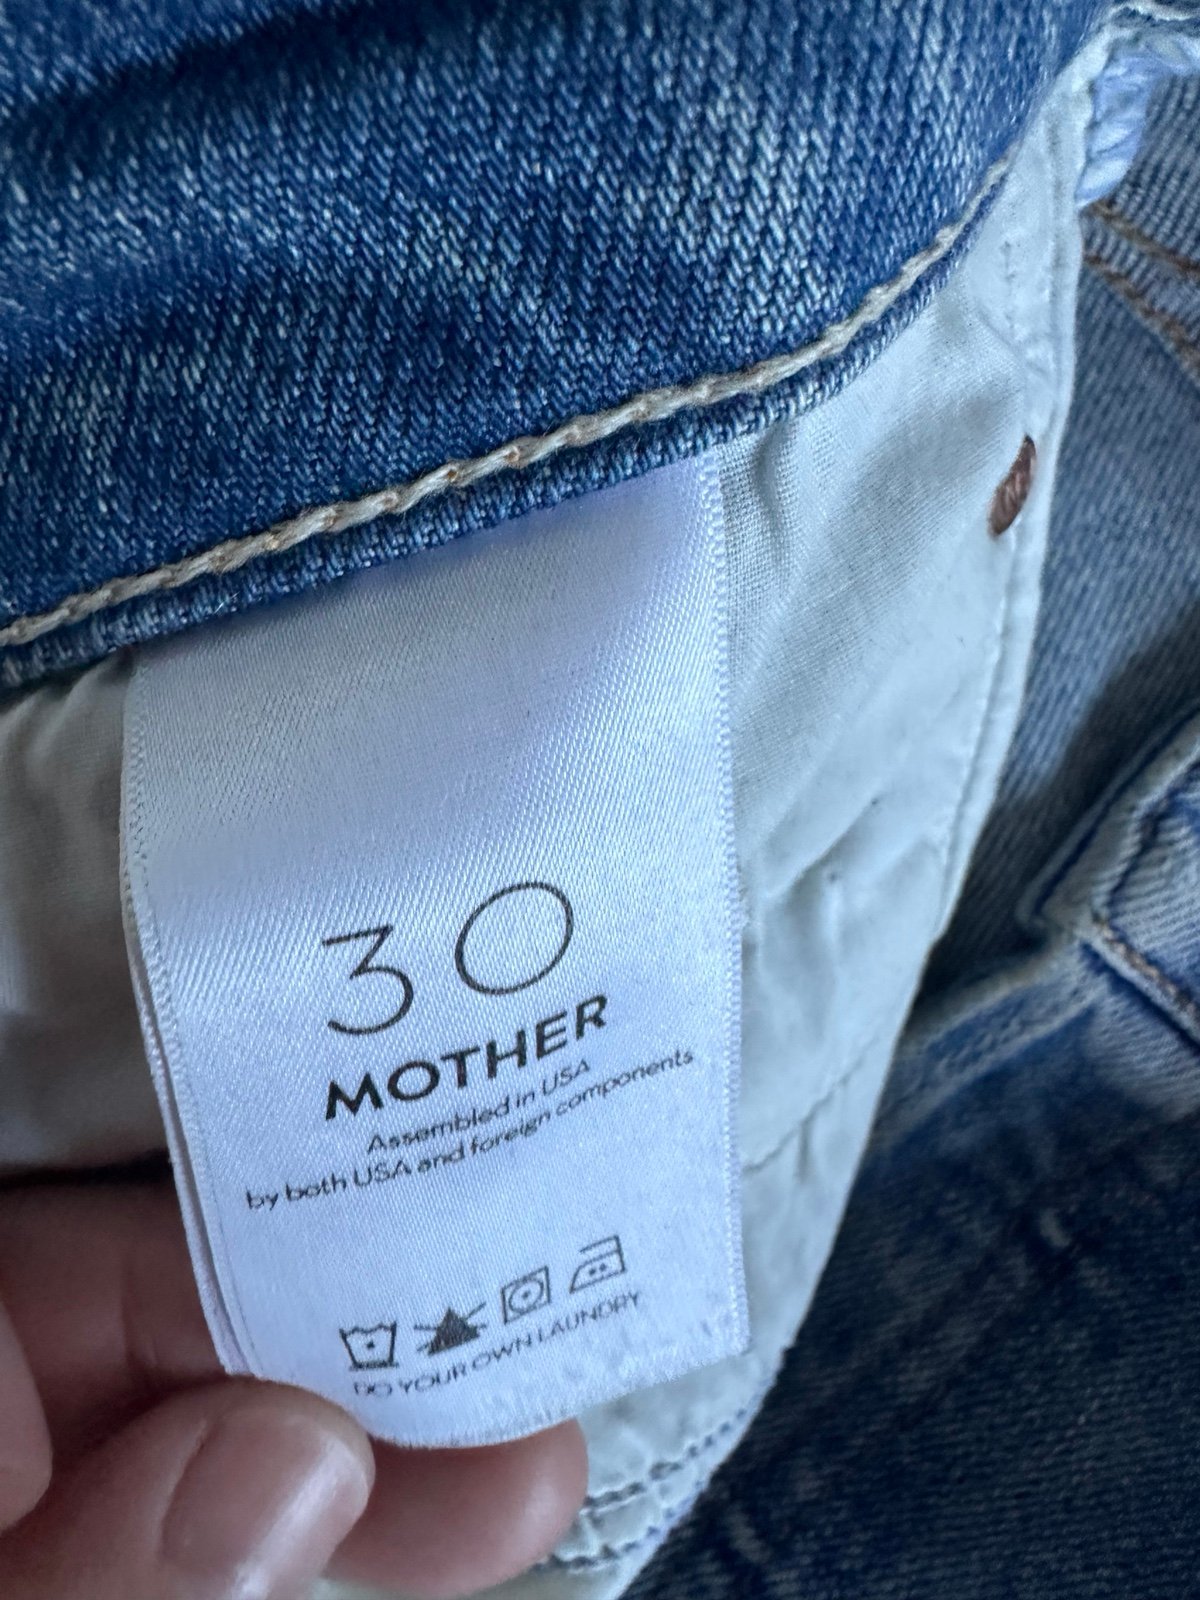 30
MOTHER
Assembled in USA
by both USA and foreign components
DO YOUR OWN LAUNDRY